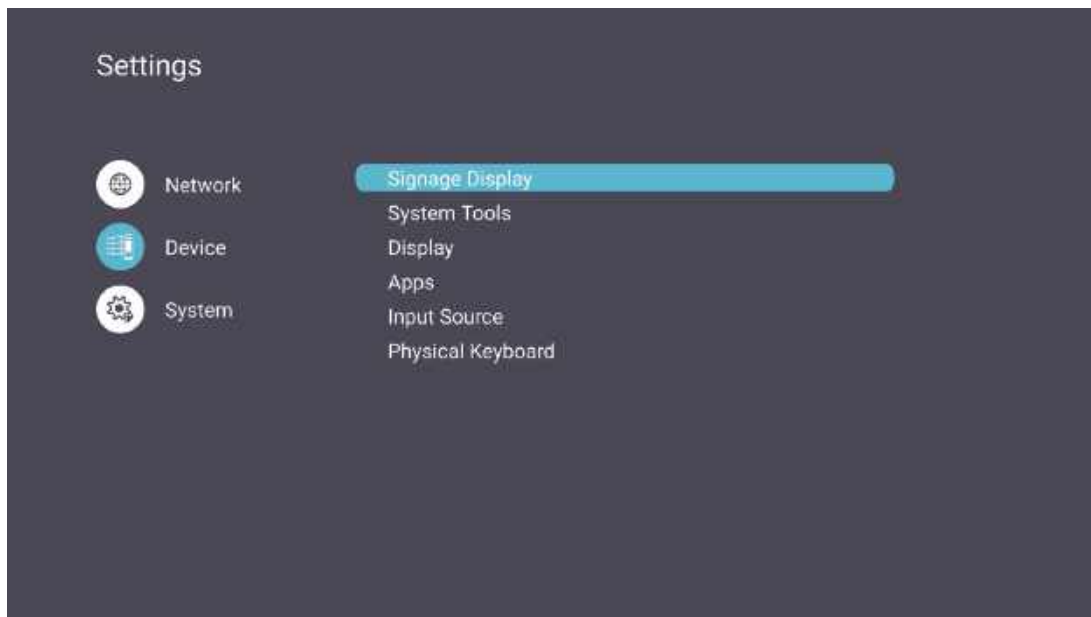 Settings
Network
Device
System
Signage Display
System Tools
Display
Apps
Input Source
Physical Keyboard